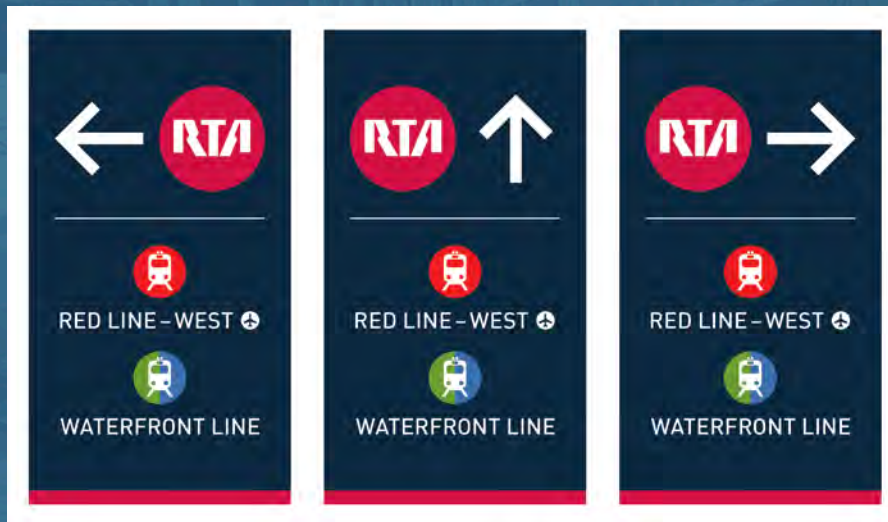 RTA
RED LINE – WEST
WATERFRONT LINE
RTA
RED LINE – WEST
WATERFRONT LINE
RTA
RED LINE – WEST
WATERFRONT LINE